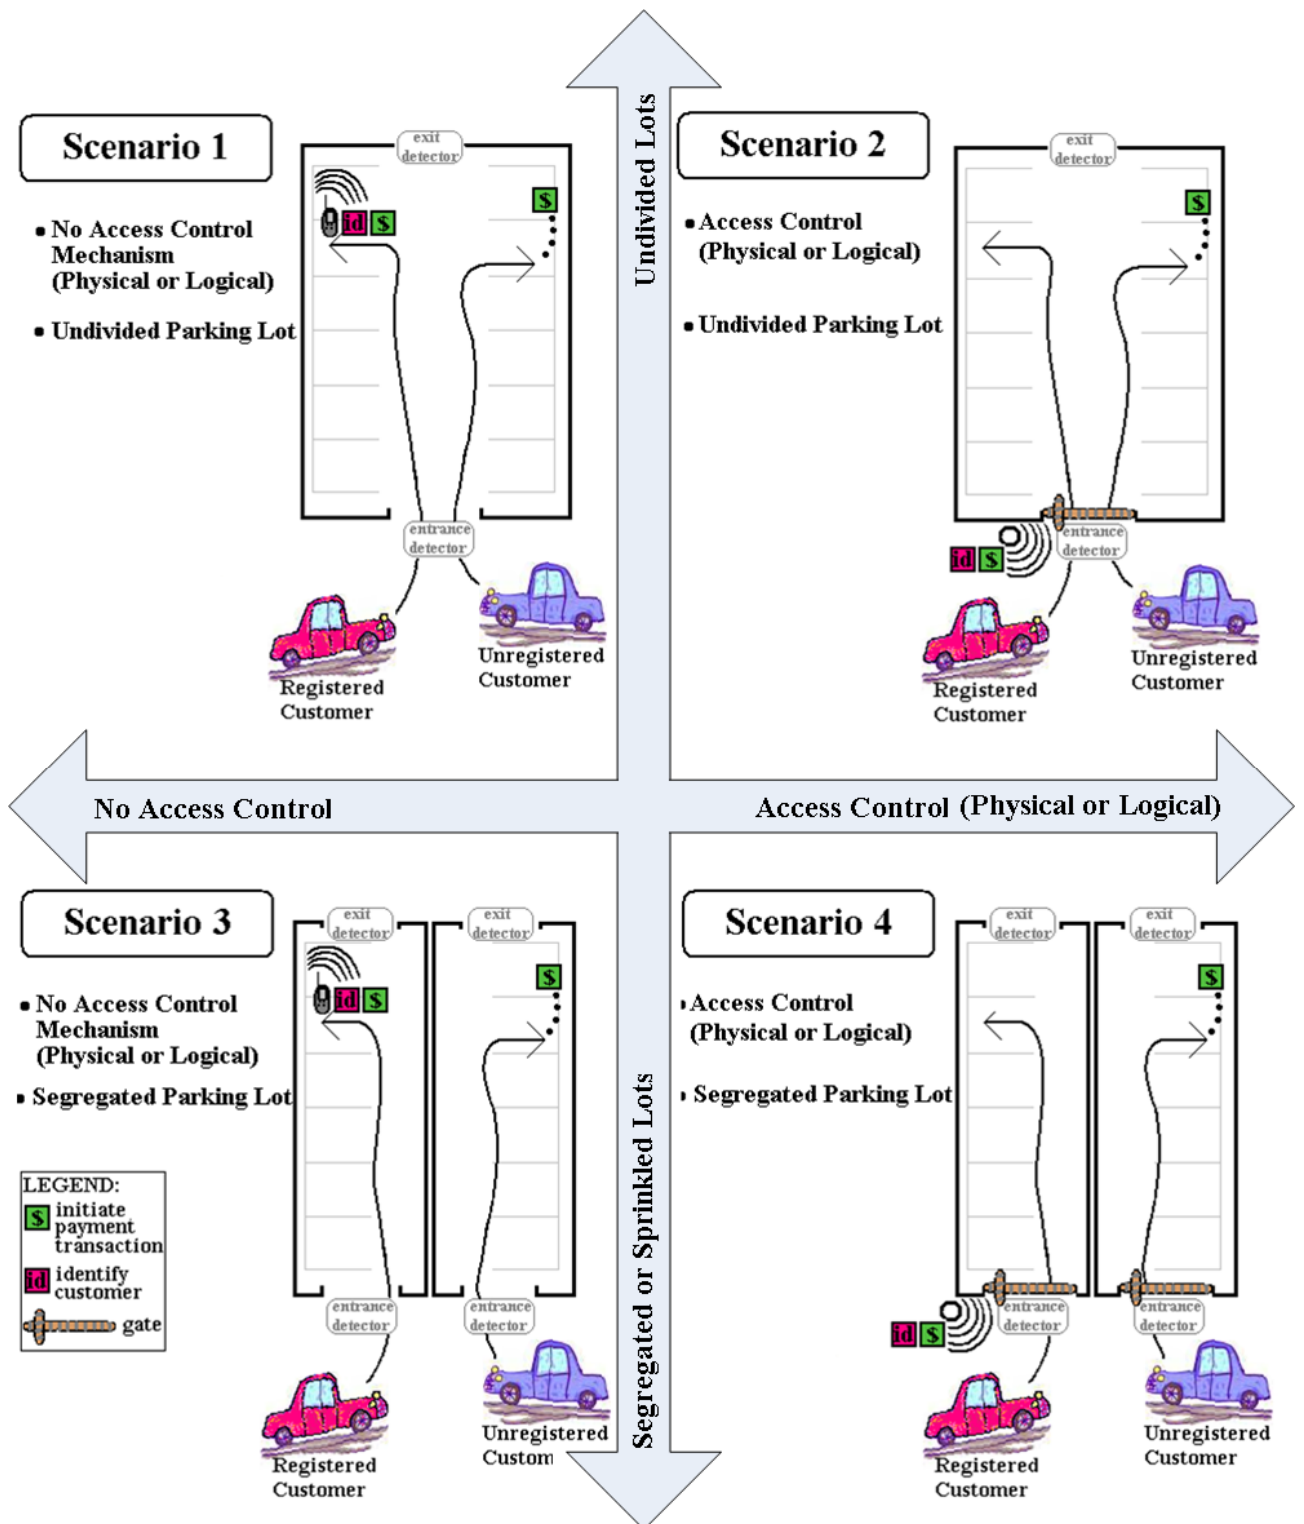 Undivided Lots
Scenario 1
• No Access Control
Mechanism
(Physical or Logical)
• Undivided Parking Lot
exit
detector
id $
$
entrance
detector
Registered
Customer
Unregistered
Customer
Scenario 2
• Access Control
(Physical or Logical)
• Undivided Parking Lot
exit
detector
$
id $
entrance
detector
Registered
Customer
Unregistered
Customer
No Access Control
Access Control (Physical or Logical)
Scenario 3
• No Access Control
Mechanism
(Physical or Logical)
• Segregated Parking Lot
exit
detector
exit
detector
id $
$
LEGEND:
$ initiate
payment
transaction
id identify
customer
gate
entrance
detector
entrance
detector
Registered
Customer
Unregistered
Custom
Segregated or Sprinkled Lots
Scenario 4
• Access Control
(Physical or Logical)
• Segregated Parking Lot
exit
detector
exit
detector
$
id $
entrance
detector
entrance
detector
Registered
Customer
Unregistered
Customer